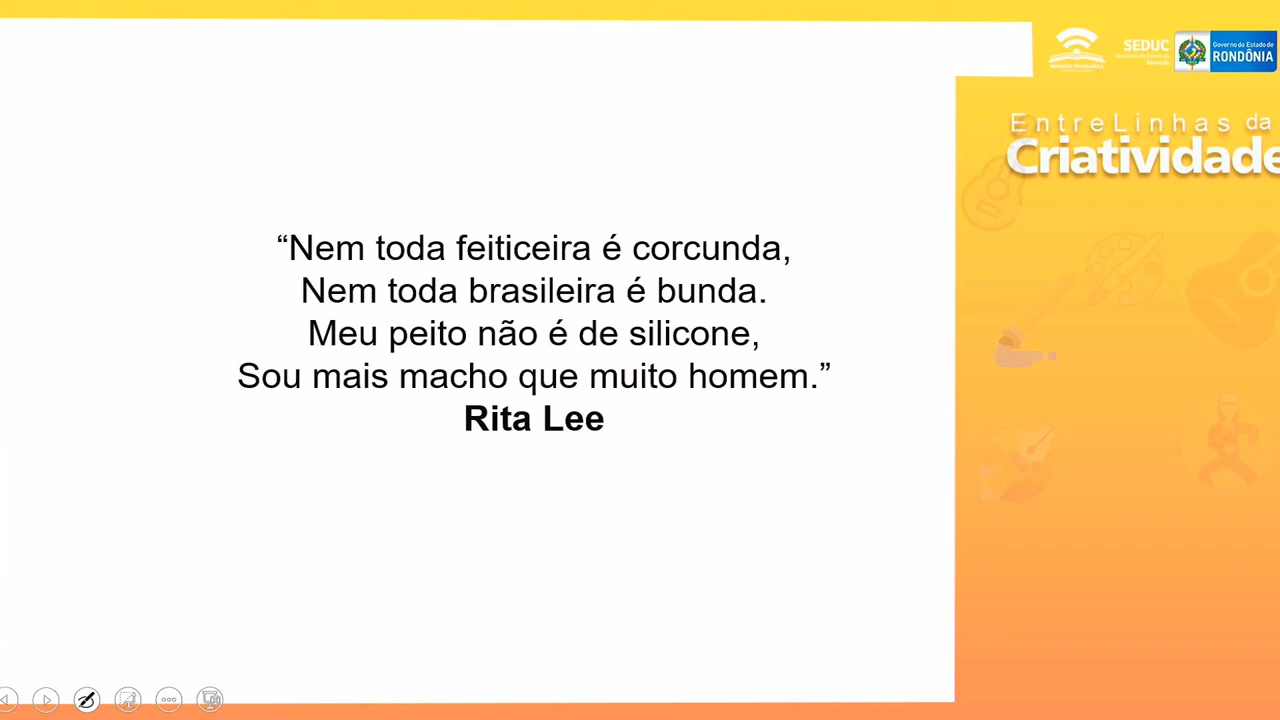 SEDUC
Governo do Estado de
RONDÔNIA
EntreLinhas da
Criatividade
“Nem toda feiticeira é corcunda,
Nem toda brasileira é bunda.
Meu peito não é de silicone,
Sou mais macho que muito homem.”
Rita Lee